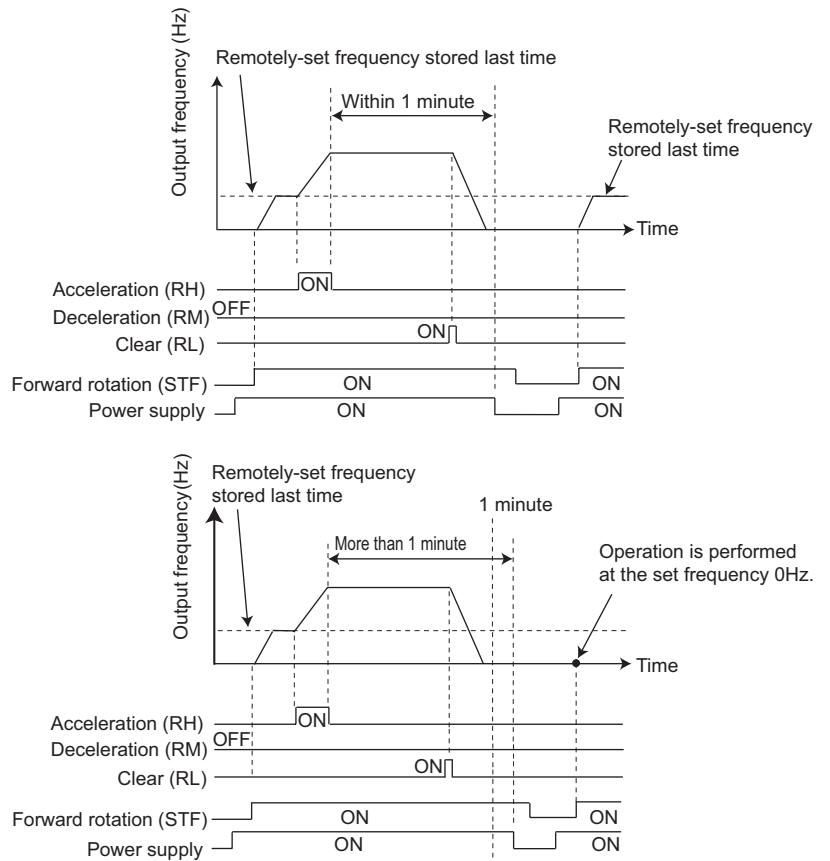 Output frequency (Hz)
Remotely-set frequency stored last time
Within 1 minute
Remotely-set frequency
stored last time
Time
Acceleration (RH)
ON
Deceleration (RM)
OFF
Clear (RL)
ON
Forward rotation (STF)
ON
ON
Power supply
ON
ON
Output frequency(Hz)
Remotely-set frequency
stored last time
1 minute
More than 1 minute
Operation is performed
at the set frequency 0Hz.
Time
Acceleration (RH)
ON
Deceleration (RM)
OFF
Clear (RL)
ON
Forward rotation (STF)
ON
ON
Power supply
ON
ON